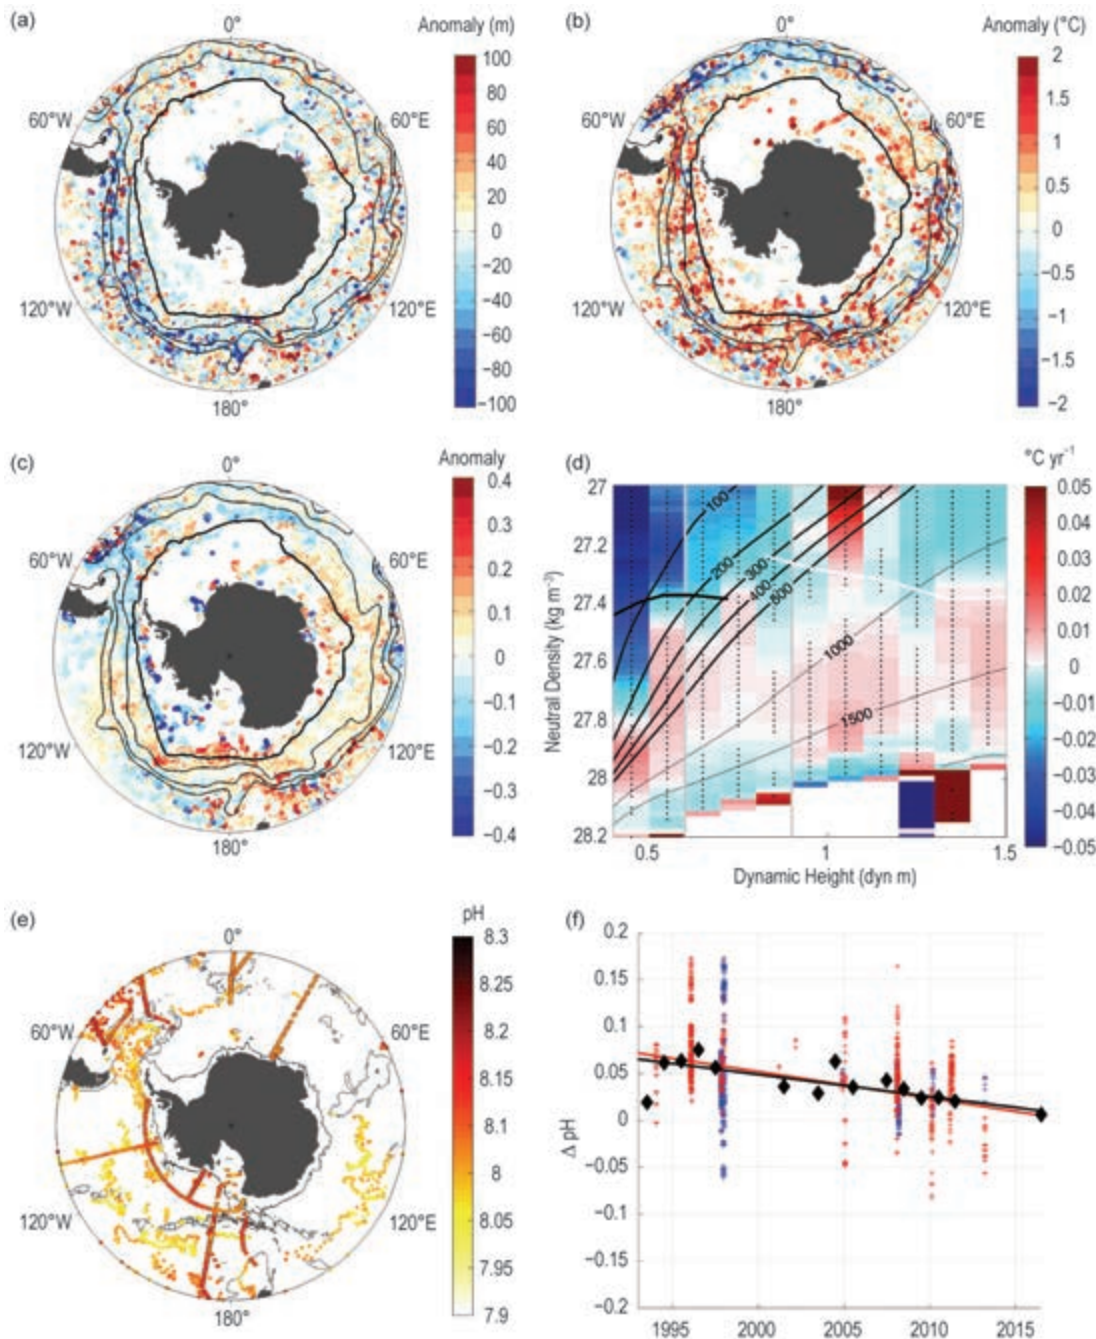 (a)
0°
Anomaly (m)
100
80
60
40
20
0
−20
−40
−60
−80
−100
60°W
60°E
120°W
120°E
180°
(b)
0°
Anomaly (°C)
2
1.5
1
0.5
0
−0.5
−1
−1.5
−2
60°W
60°E
120°W
120°E
180°
(c)
0°
Anomaly
0.4
0.3
0.2
0.1
0
−0.1
−0.2
−0.3
−0.4
60°W
60°E
120°W
120°E
180°
(d)
°C yr⁻¹
0.05
0.04
0.03
0.02
0.01
0
−0.01
−0.02
−0.03
−0.04
−0.05
Neutral Density (kg m⁻³)
27
27.2
27.4
27.6
27.8
28
28.2
100
200
300
400
500
1000
1500
0.5
1
1.5
Dynamic Height (dyn m)
(e)
0°
pH
8.3
8.25
8.2
8.15
8.1
8.05
8
7.95
7.9
60°W
60°E
120°W
120°E
180°
(f)
Δ pH
0.2
0.15
0.1
0.05
0
−0.05
−0.1
−0.15
−0.2
1995
2000
2005
2010
2015